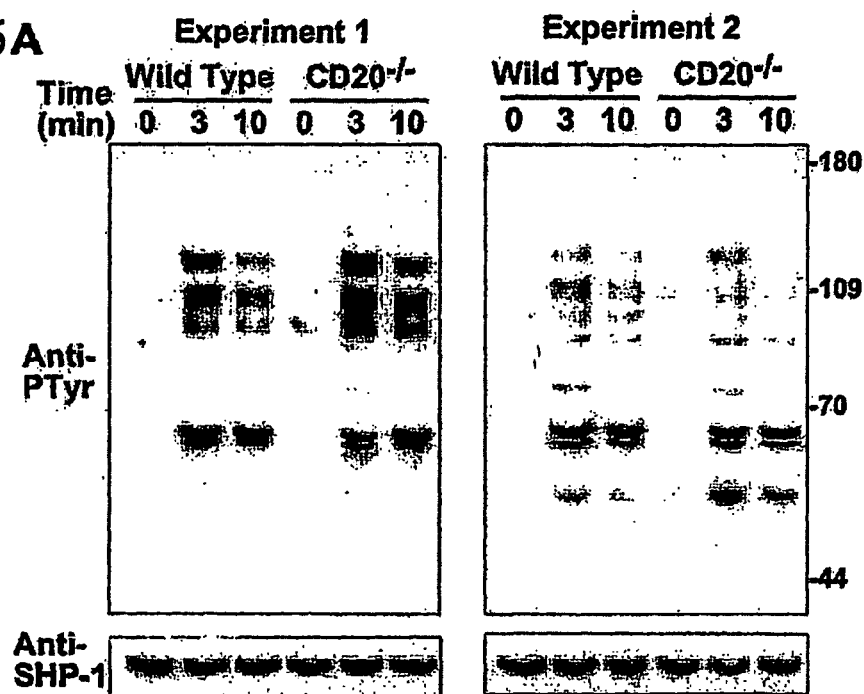 5A
Experiment 1
Experiment 2
Time (min)
Wild Type CD20-/-
Wild Type CD20-/-
0 3 10 0 3 10
0 3 10 0 3 10
Anti-PTyr
-180
-109
-70
-44
Anti-SHP-1